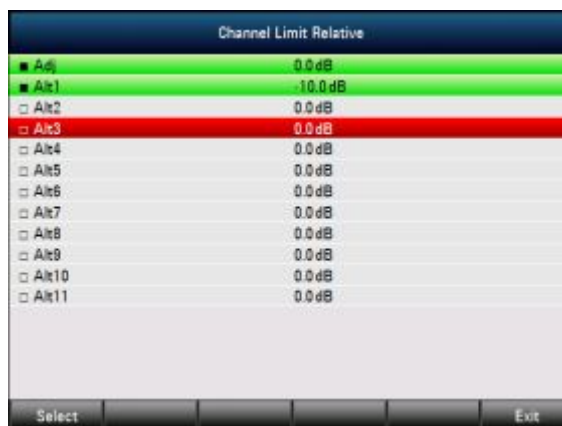 Channel Limit Relative
Adj 0.0 dB
Alt1 -10.0 dB
Alt2 0.0 dB
Alt3 0.0 dB
Alt4 0.0 dB
Alt5 0.0 dB
Alt6 0.0 dB
Alt7 0.0 dB
Alt8 0.0 dB
Alt9 0.0 dB
Alt10 0.0 dB
Alt11 0.0 dB
Select Exit